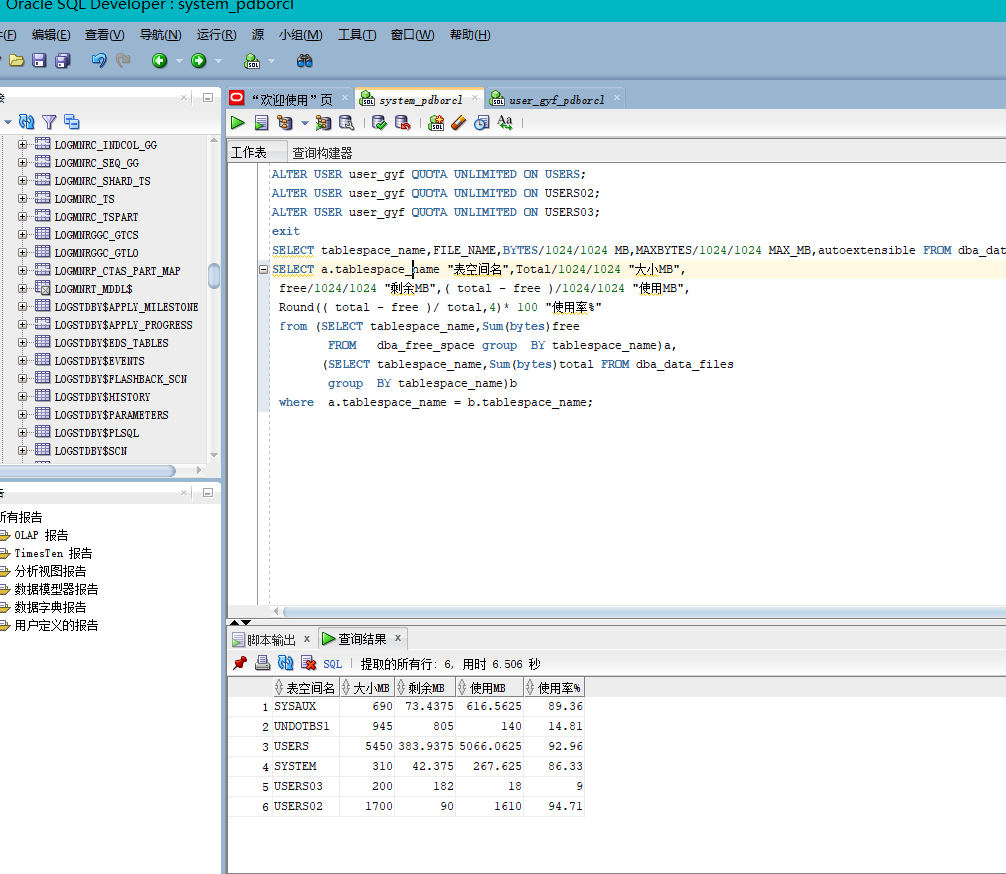 Oracle SQL Developer : system_pdborcl
(F) 编辑(E) 查看(V) 导航(N) 运行(R) 源 小组(M) 工具(T) 窗口(W) 帮助(H)
“欢迎使用”页 system_pdborcl user_gyf_pdborcl
工作表 查询构建器
LOGMNRC_INDCOL_GG
LOGMNRC_SEQ_GG
LOGMNRC_SHARD_TS
LOGMNRC_TS
LOGMNRC_TSPART
LOGMNRGGC_GTCS
LOGMNRGGC_GTLO
LOGMNRP_CTAS_PART_MAP
LOGMNRT_MDDL$
LOGSTDBY$APPLY_MILESTONE
LOGSTDBY$APPLY_PROGRESS
LOGSTDBY$EDS_TABLES
LOGSTDBY$EVENTS
LOGSTDBY$FLASHBACK_SCN
LOGSTDBY$HISTORY
LOGSTDBY$PARAMETERS
LOGSTDBY$PLSQL
LOGSTDBY$SCN
所有报告
OLAP 报告
TimesTen 报告
分析视图报告
数据模型器报告
数据字典报告
用户定义的报告
ALTER USER user_gyf QUOTA UNLIMITED ON USERS;
ALTER USER user_gyf QUOTA UNLIMITED ON USERS02;
ALTER USER user_gyf QUOTA UNLIMITED ON USERS03;
exit
SELECT tablespace_name,FILE_NAME,BYTES/1024/1024 MB,MAXBYTES/1024/1024 MAX_MB,autoextensible FROM dba_dat
SELECT a.tablespace_name "表空间名",Total/1024/1024 "大小MB",
free/1024/1024 "剩余MB",( total - free )/1024/1024 "使用MB",
Round(( total - free )/ total,4)* 100 "使用率%"
from (SELECT tablespace_name,Sum(bytes)free
FROM dba_free_space group BY tablespace_name)a,
(SELECT tablespace_name,Sum(bytes)total FROM dba_data_files
group BY tablespace_name)b
where a.tablespace_name = b.tablespace_name;
脚本输出 x 查询结果 x
SQL | 提取的所有行: 6, 用时 6.506 秒
表空间名 大小MB 剩余MB 使用MB 使用率%
1 SYSAUX 690 73.4375 616.5625 89.36
2 UNDOTBS1 945 805 140 14.81
3 USERS 5450 383.9375 5066.0625 92.96
4 SYSTEM 310 42.375 267.625 86.33
5 USERS03 200 182 18 9
6 USERS02 1700 90 1610 94.71